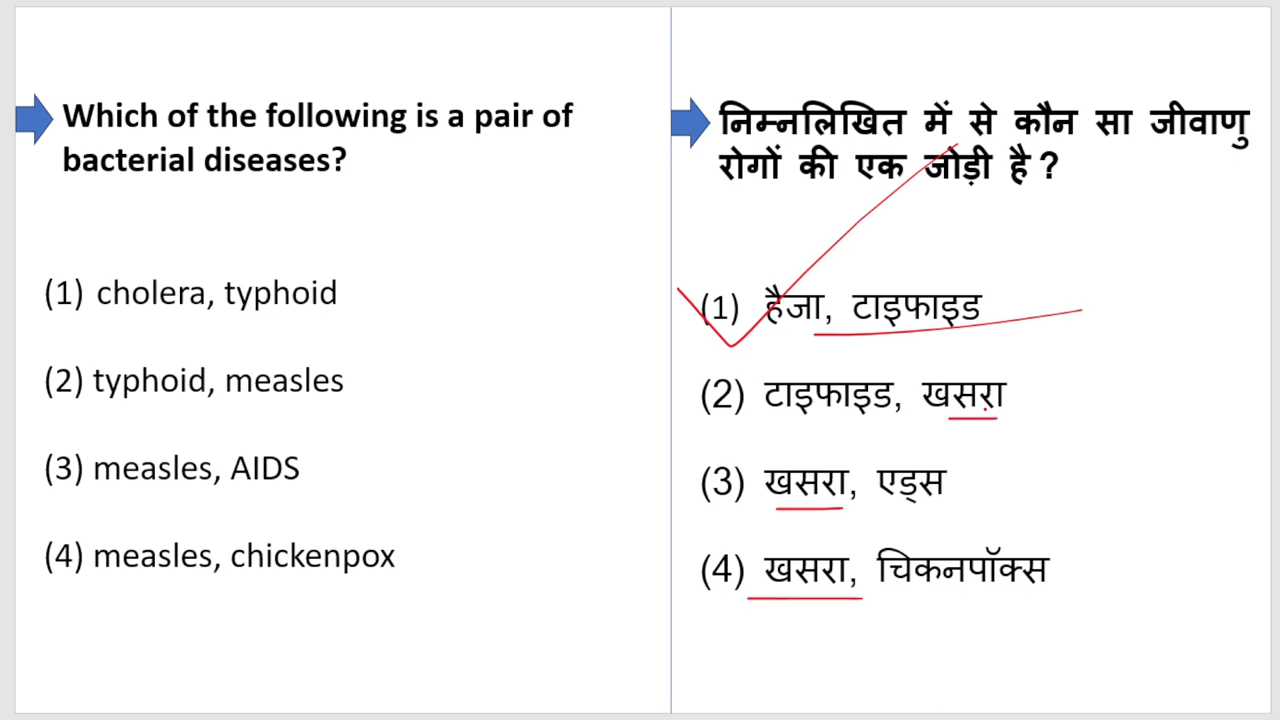 Which of the following is a pair of
bacterial diseases?
(1) cholera, typhoid
(2) typhoid, measles
(3) measles, AIDS
(4) measles, chickenpox
निम्नलिखित में से कौन सा जीवाणु
रोगों की एक जोड़ी है ?
(1) हैजा, टाइफाइड
(2) टाइफाइड, खसरा
(3) खसरा, एड्स
(4) खसरा, चिकनपॉक्स